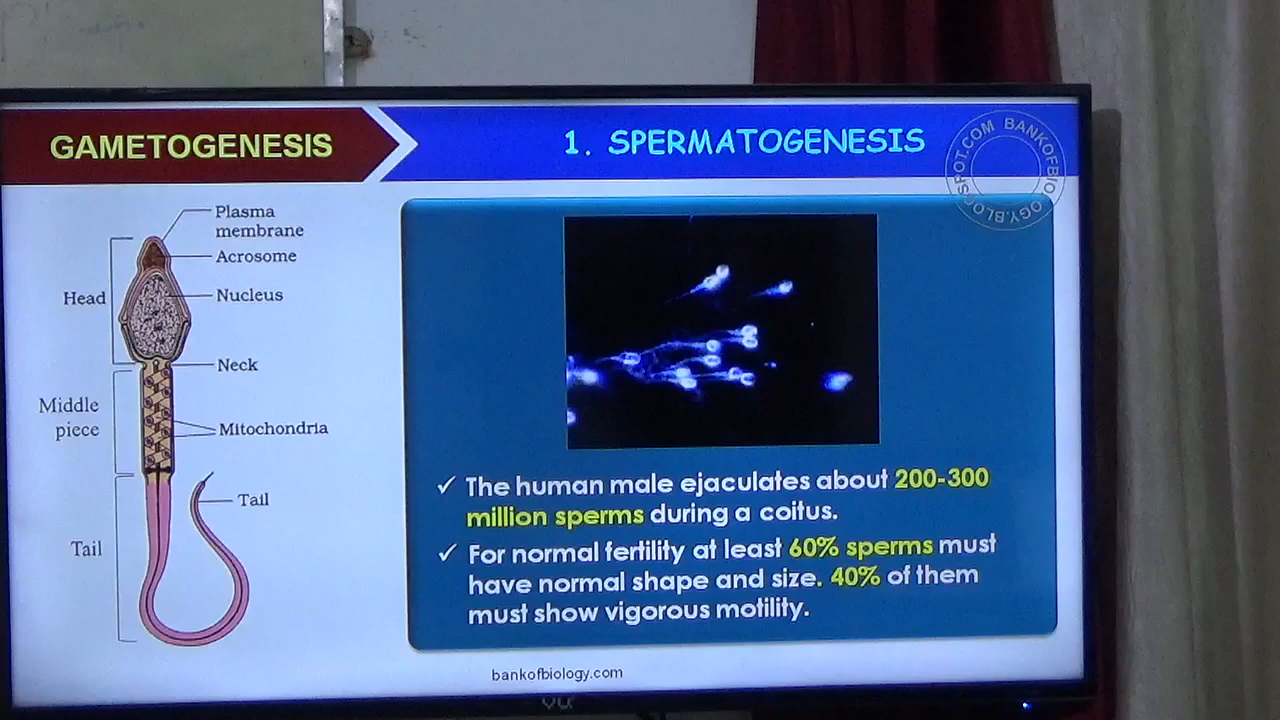 GAMETOGENESIS
1. SPERMATOGENESIS
BANKOFBIOLOGY.BLOGSPOT.COM
Plasma
membrane
Acrosome
Head
Nucleus
Neck
Middle
piece
Mitochondria
Tail
Tail
✓ The human male ejaculates about 200-300
million sperms during a coitus.
✓ For normal fertility at least 60% sperms must
have normal shape and size. 40% of them
must show vigorous motility.
bankofbiology.com